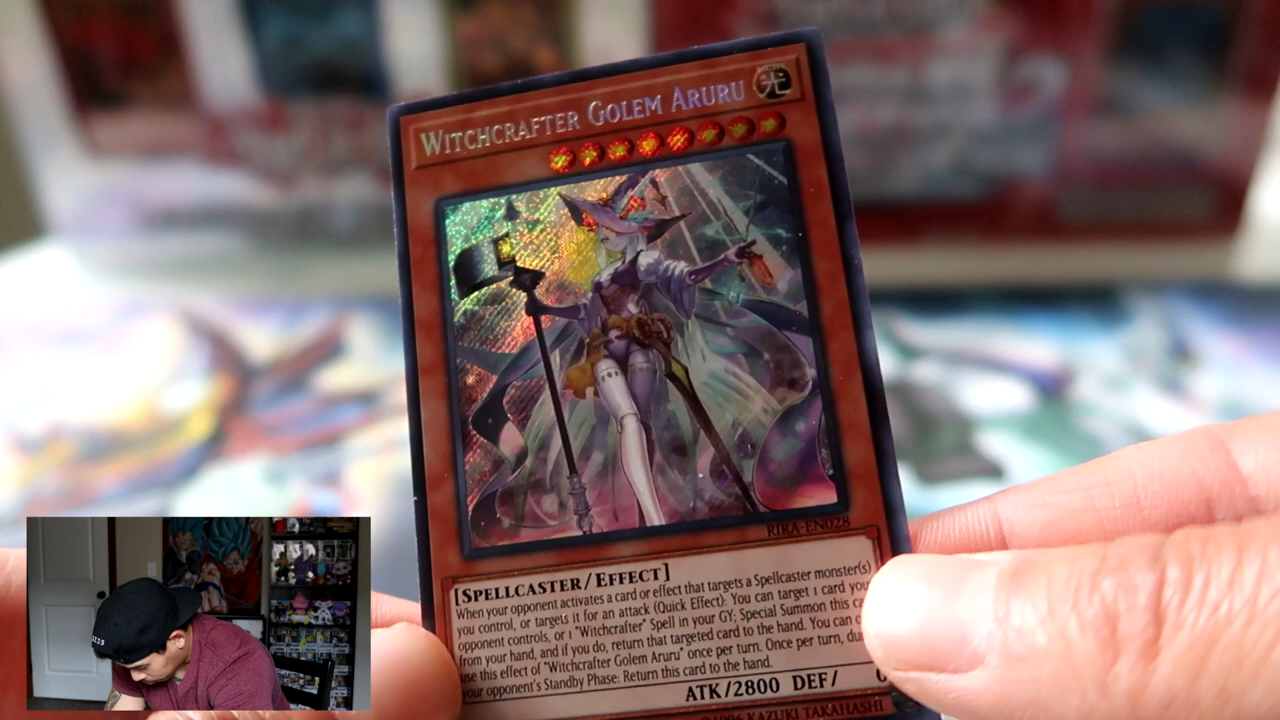 WITCHCRAFTER GOLEM ARURU
光
RIRA-EN028
[SPELLCASTER/EFFECT]
When your opponent activates a card or effect that targets a Spellcaster monster(s)
you control, or targets it for an attack (Quick Effect): You can target 1 card you
opponent controls, or 1 "Witchcrafter" Spell in your GY; Special Summon this ca
from your hand, and if you do, return that targeted card to the hand. You can o
use this effect of "Witchcrafter Golem Aruru" once per turn. Once per turn, du
your opponent's Standby Phase: Return this card to the hand.
ATK/2800 DEF/
©1996 KAZUKI TAKAHASHI